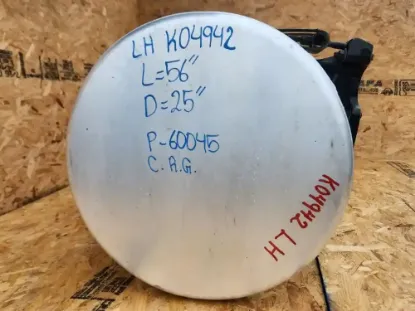 LH K04942
L=56"
D=25"
P-60045
C.A.G.
K04942 LH